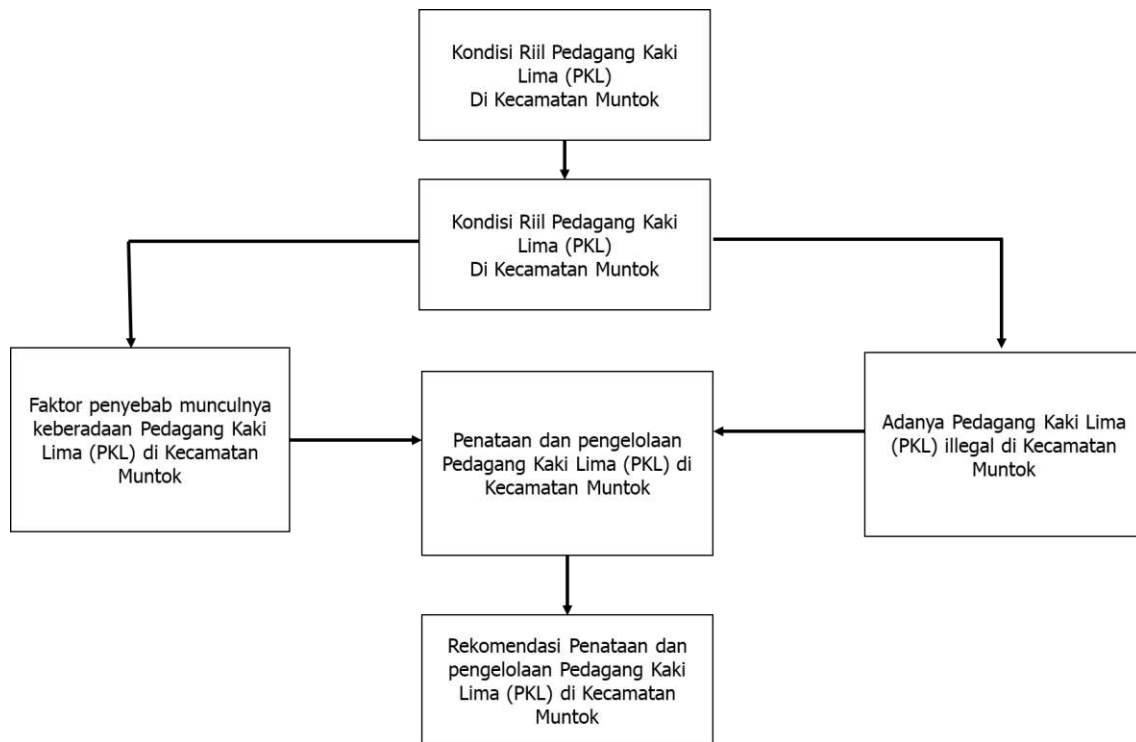 Kondisi Riil Pedagang Kaki
Lima (PKL)
Di Kecamatan Muntok
Kondisi Riil Pedagang Kaki
Lima (PKL)
Di Kecamatan Muntok
Faktor penyebab munculnya
keberadaan Pedagang Kaki
Lima (PKL) di Kecamatan
Muntok
Penataan dan pengelolaan
Pedagang Kaki Lima (PKL) di
Kecamatan Muntok
Adanya Pedagang Kaki Lima
(PKL) illegal di Kecamatan
Muntok
Rekomendasi Penataan dan
pengelolaan Pedagang Kaki
Lima (PKL) di Kecamatan
Muntok